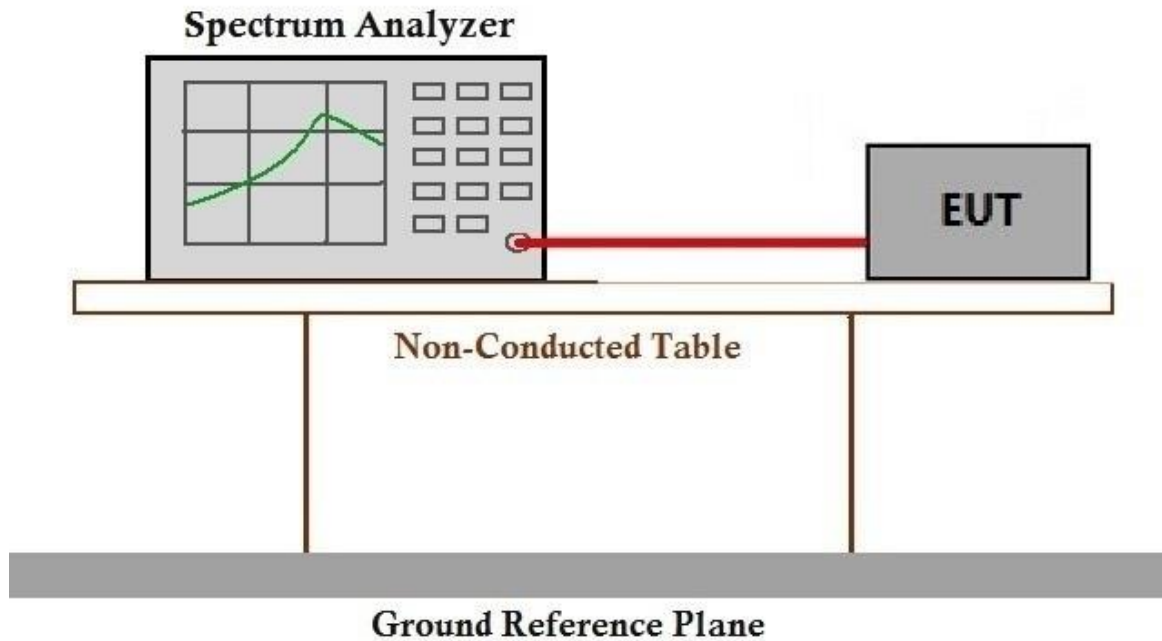 Spectrum Analyzer
EUT
Non-Conducted Table
Ground Reference Plane